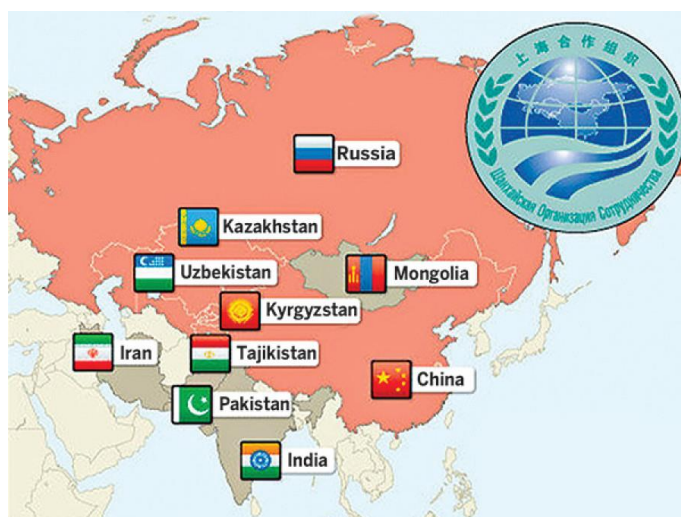 上海合作组织
Шанхайская Организация Сотрудничества
Russia
Kazakhstan
Uzbekistan
Mongolia
Kyrgyzstan
Iran
Tajikistan
China
Pakistan
India